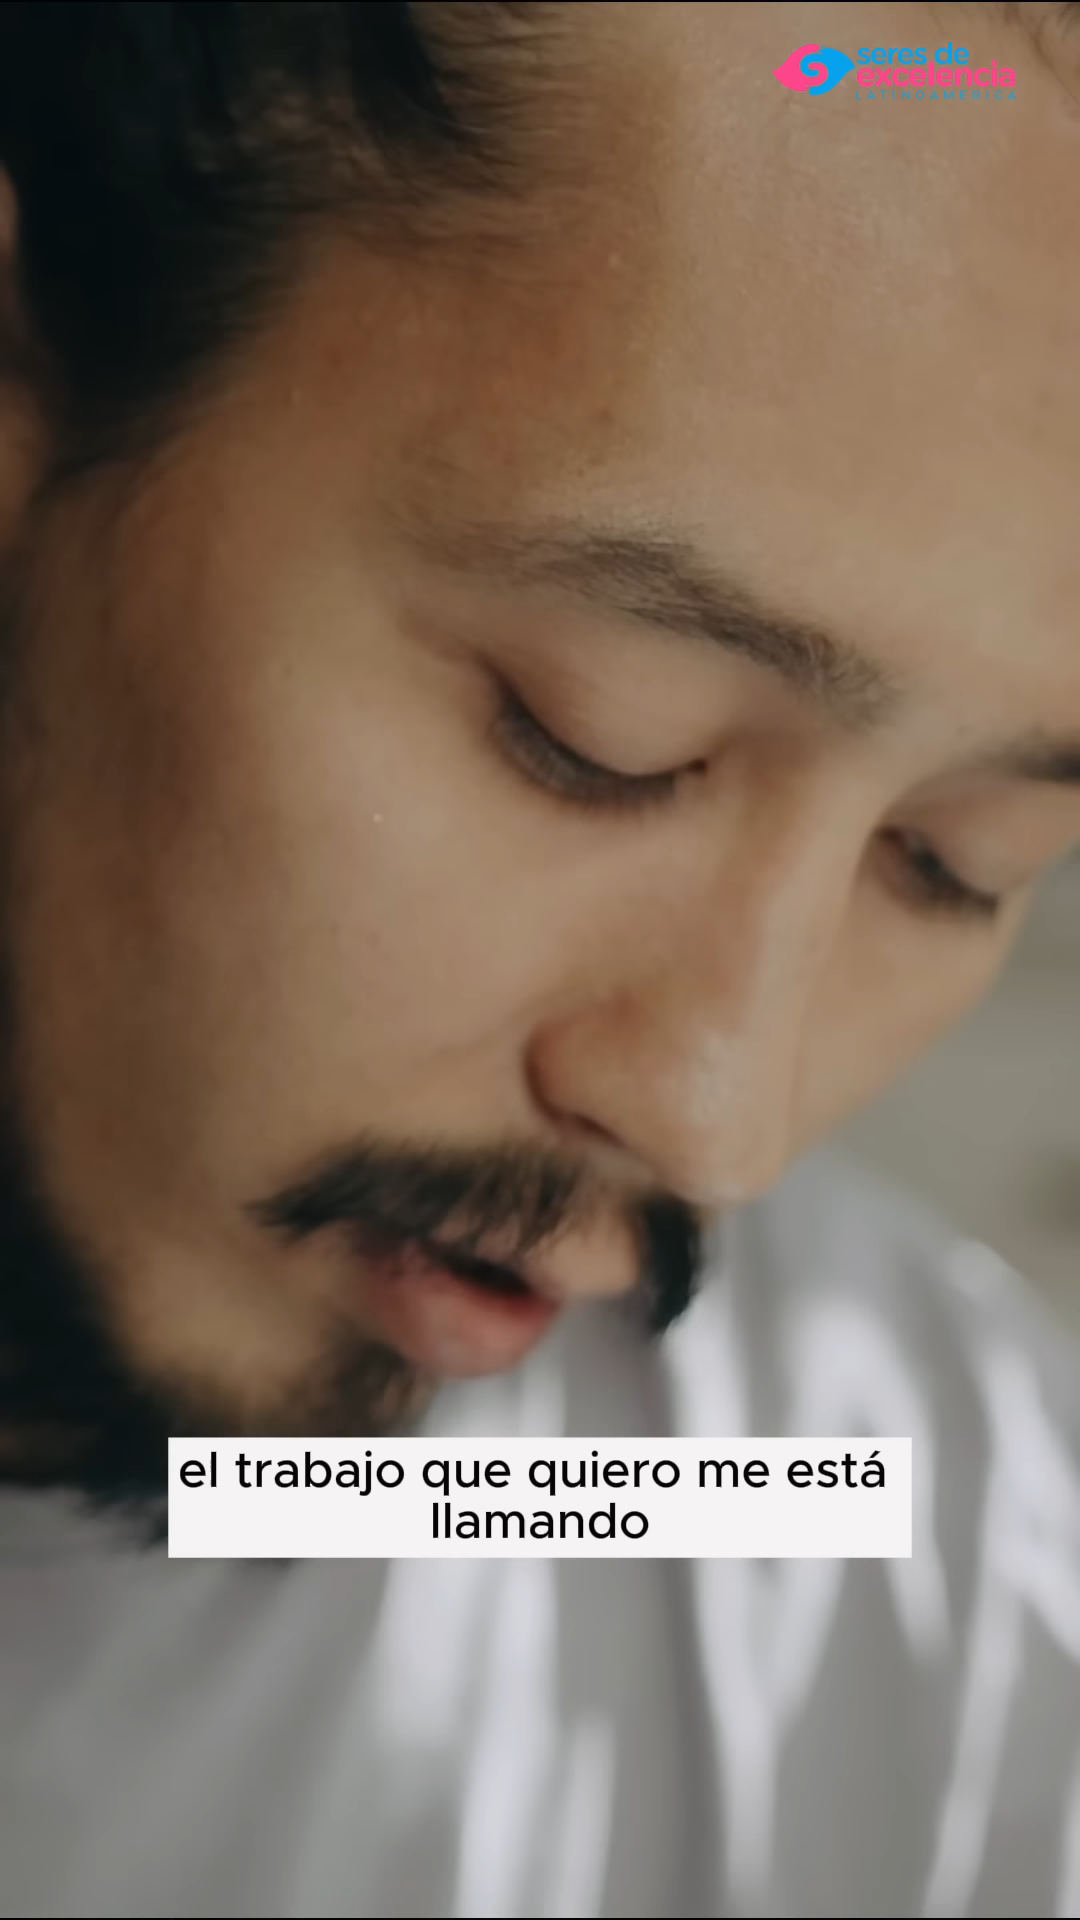 seres de
excelencia
LATINOAMÉRICA
el trabajo que quiero me está
llamando